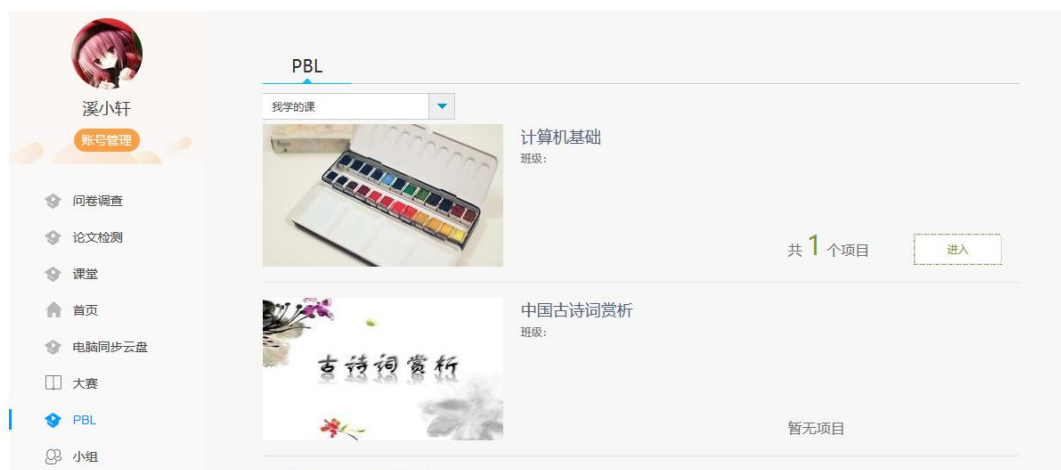 溪小轩
账号管理
问卷调查
论文检测
课堂
首页
电脑同步云盘
大赛
PBL
小组
PBL
我学的课
计算机基础
班级:
共 1 个项目
进入
古诗词赏析
中国古诗词赏析
班级:
暂无项目